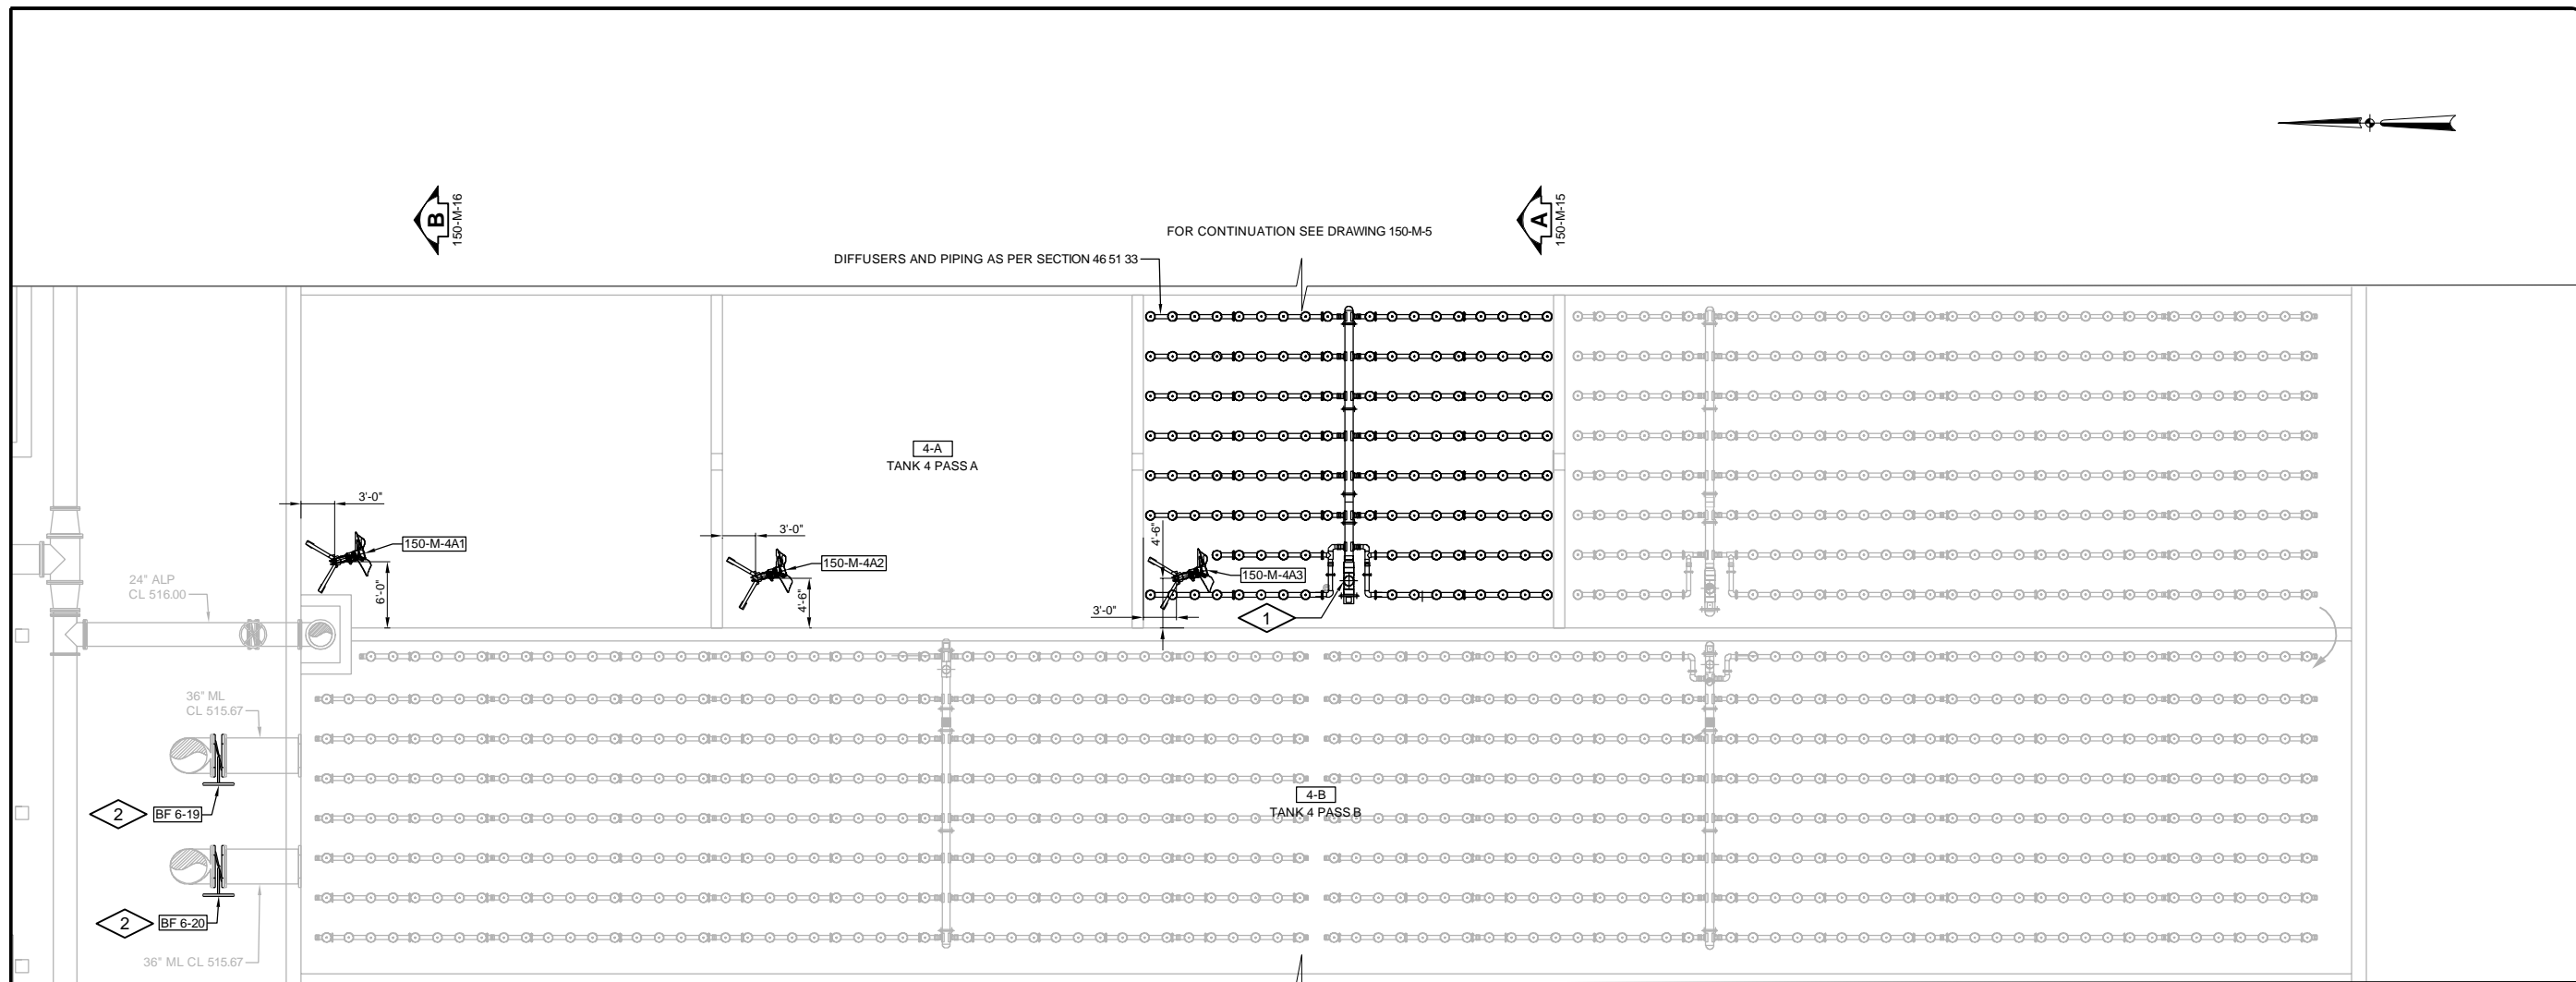 B
150-M-16
A
150-M-15
FOR CONTINUATION SEE DRAWING 150-M-5
DIFFUSERS AND PIPING AS PER SECTION 46 51 33
4-A
TANK 4 PASS A
3'-0"
150-M-4A1
6'-0"
3'-0"
150-M-4A2
4'-6"
4'-6"
150-M-4A3
3'-0"
1
24" ALP
CL 516.00
36" ML
CL 515.67
2
BF 6-19
4-B
TANK 4 PASS B
2
BF 6-20
36" ML CL 515.67